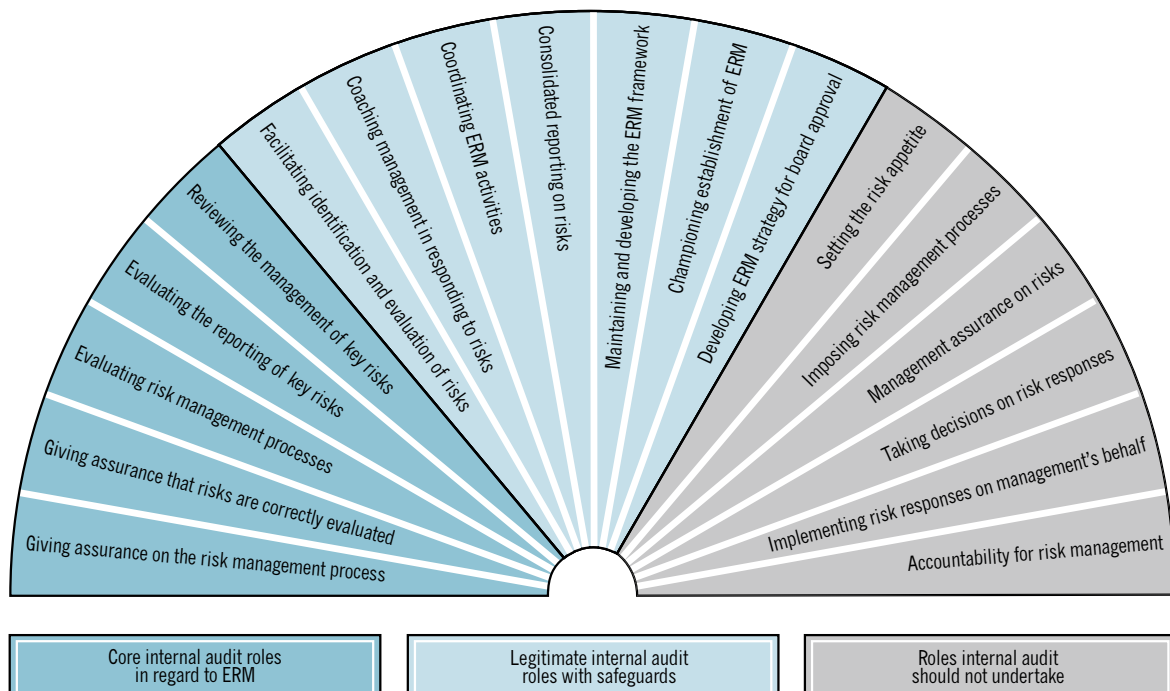 Giving assurance on the risk management process
Giving assurance that risks are correctly evaluated
Evaluating risk management processes
Evaluating the reporting of key risks
Reviewing the management of key risks
Facilitating identification and evaluation of risks
Coaching management in responding to risks
Coordinating ERM activities
Consolidated reporting on risks
Maintaining and developing the ERM framework
Championing establishment of ERM
Developing ERM strategy for board approval
Setting the risk appetite
Imposing risk management processes
Management assurance on risks
Taking decisions on risk responses
Implementing risk responses on management's behalf
Accountability for risk management
Core internal audit roles
in regard to ERM
Legitimate internal audit
roles with safeguards
Roles internal audit
should not undertake